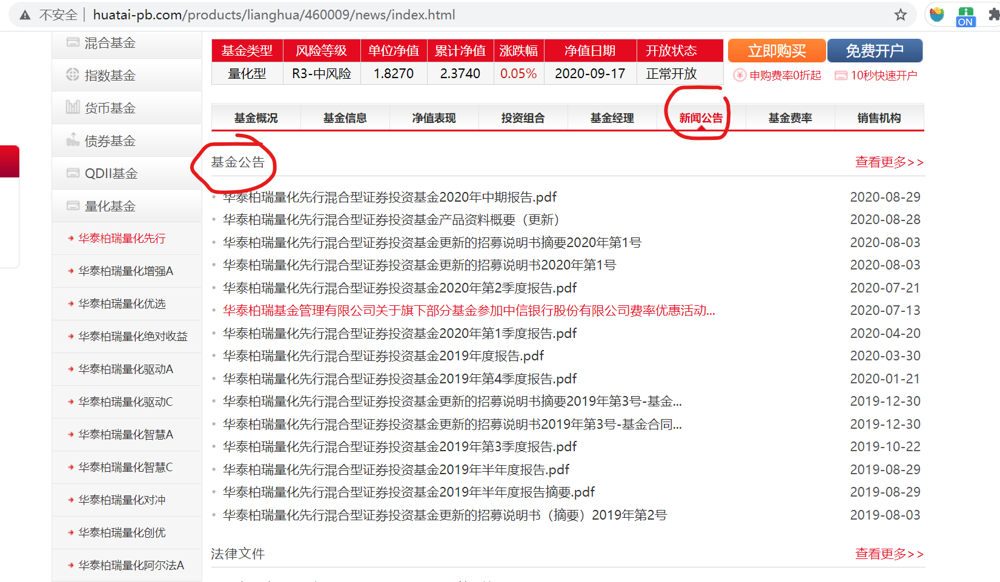 不安全 huatai-pb.com/products/lianghua/460009/news/index.html
ON
混合基金
指数基金
货币基金
债券基金
QDII基金
量化基金
华泰柏瑞量化先行
华泰柏瑞量化增强A
华泰柏瑞量化优选
华泰柏瑞量化绝对收益
华泰柏瑞量化驱动A
华泰柏瑞量化驱动C
华泰柏瑞量化智慧A
华泰柏瑞量化智慧C
华泰柏瑞量化对冲
华泰柏瑞量化创优
华泰柏瑞量化阿尔法A
基金类型 风险等级 单位净值 累计净值 涨跌幅 净值日期 开放状态
量化型 R3-中风险 1.8270 2.3740 0.05% 2020-09-17 正常开放
立即购买 免费开户
申购费率0折起 10秒快速开户
基金概况 基金信息 净值表现 投资组合 基金经理 新闻公告 基金费率 销售机构
基金公告 查看更多>>
华泰柏瑞量化先行混合型证券投资基金2020年中期报告.pdf 2020-08-29
华泰柏瑞量化先行混合型证券投资基金产品资料概要（更新） 2020-08-28
华泰柏瑞量化先行混合型证券投资基金更新的招募说明书摘要2020年第1号 2020-08-03
华泰柏瑞量化先行混合型证券投资基金更新的招募说明书2020年第1号 2020-08-03
华泰柏瑞量化先行混合型证券投资基金2020年第2季度报告.pdf 2020-07-21
华泰柏瑞基金管理有限公司关于旗下部分基金参加中信银行股份有限公司费率优惠活动... 2020-07-13
华泰柏瑞量化先行混合型证券投资基金2020年第1季度报告.pdf 2020-04-20
华泰柏瑞量化先行混合型证券投资基金2019年度报告.pdf 2020-03-30
华泰柏瑞量化先行混合型证券投资基金2019年第4季度报告.pdf 2020-01-21
华泰柏瑞量化先行混合型证券投资基金更新的招募说明书摘要2019年第3号-基金... 2019-12-30
华泰柏瑞量化先行混合型证券投资基金更新的招募说明书2019年第3号-基金合同... 2019-12-30
华泰柏瑞量化先行混合型证券投资基金2019年第3季度报告.pdf 2019-10-22
华泰柏瑞量化先行混合型证券投资基金2019年半年度报告.pdf 2019-08-29
华泰柏瑞量化先行混合型证券投资基金2019年半年度报告摘要.pdf 2019-08-29
华泰柏瑞量化先行混合型证券投资基金更新的招募说明书（摘要）2019年第2号 2019-08-03
法律文件 查看更多>>